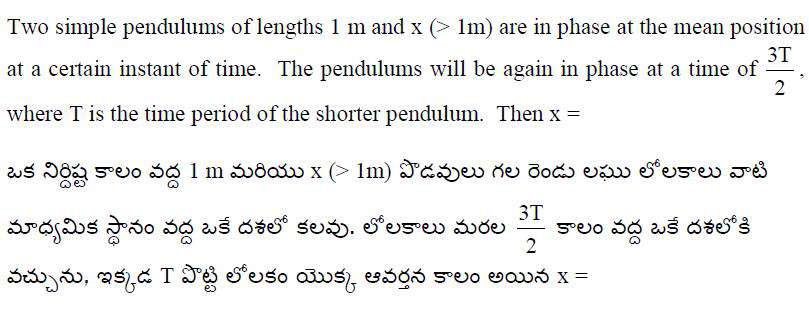 Two simple pendulums of lengths 1 m and x (> 1m) are in phase at the mean position
at a certain instant of time. The pendulums will be again in phase at a time of 3T/2,
where T is the time period of the shorter pendulum. Then x =
ఒక నిర్దిష్ట కాలం వద్ద 1 m మరియు x (> 1m) పొడవులు గల రెండు లఘు లోలకాలు వాటి
మాధ్యమిక స్థానం వద్ద ఒకే దశలో కలవు. లోలకాలు మరల 3T/2 కాలం వద్ద ఒకే దశలోకి
వచ్చును, ఇక్కడ T పొట్టి లోలకం యొక్క ఆవర్తన కాలం అయిన x =